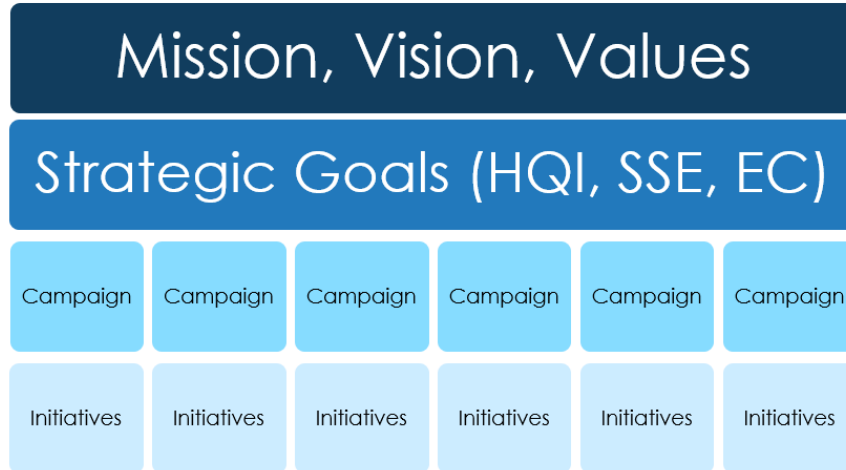 Mission, Vision, Values
Strategic Goals (HQI, SSE, EC)
Campaign Campaign Campaign Campaign Campaign Campaign
Initiatives Initiatives Initiatives Initiatives Initiatives Initiatives